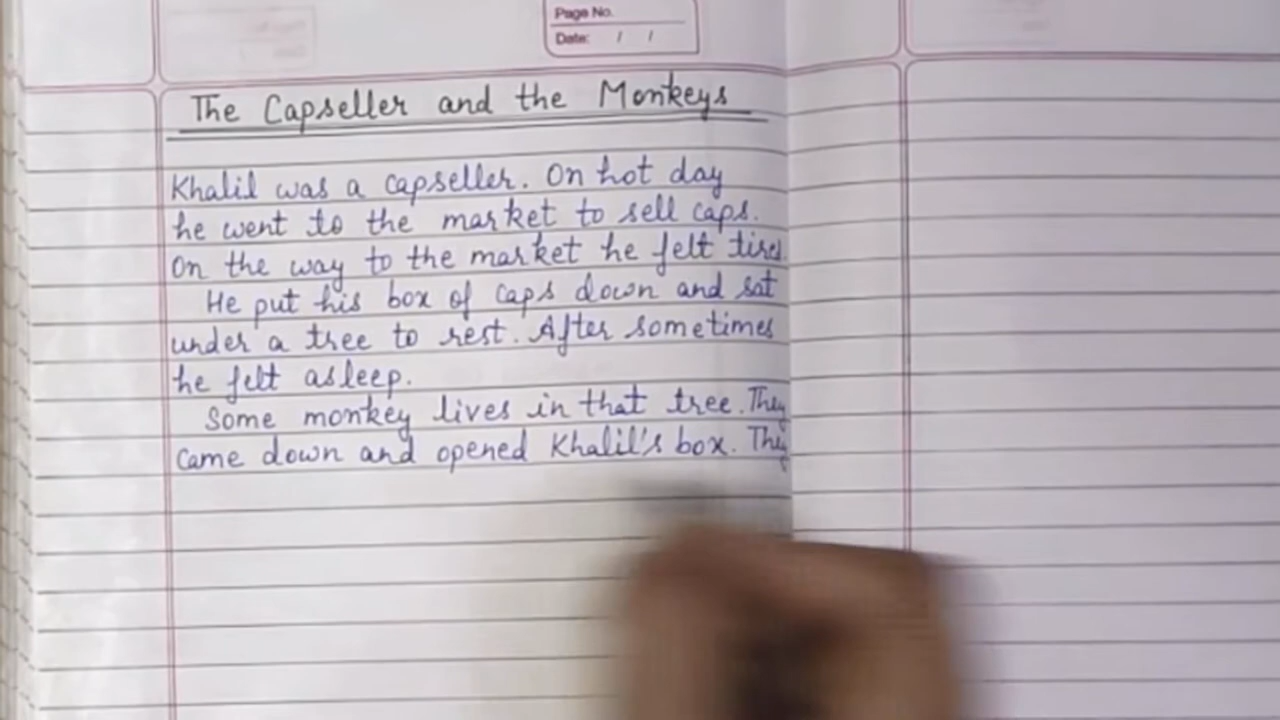 Page No.
Date: / /
The Capseller and the Monkeys
Khalil was a capseller. On hot day
he went to the market to sell caps.
On the way to the market he felt tired
He put his box of caps down and sat
under a tree to rest. After sometimes
he felt asleep.
Some monkey lives in that tree. They
came down and opened Khalil's box. They